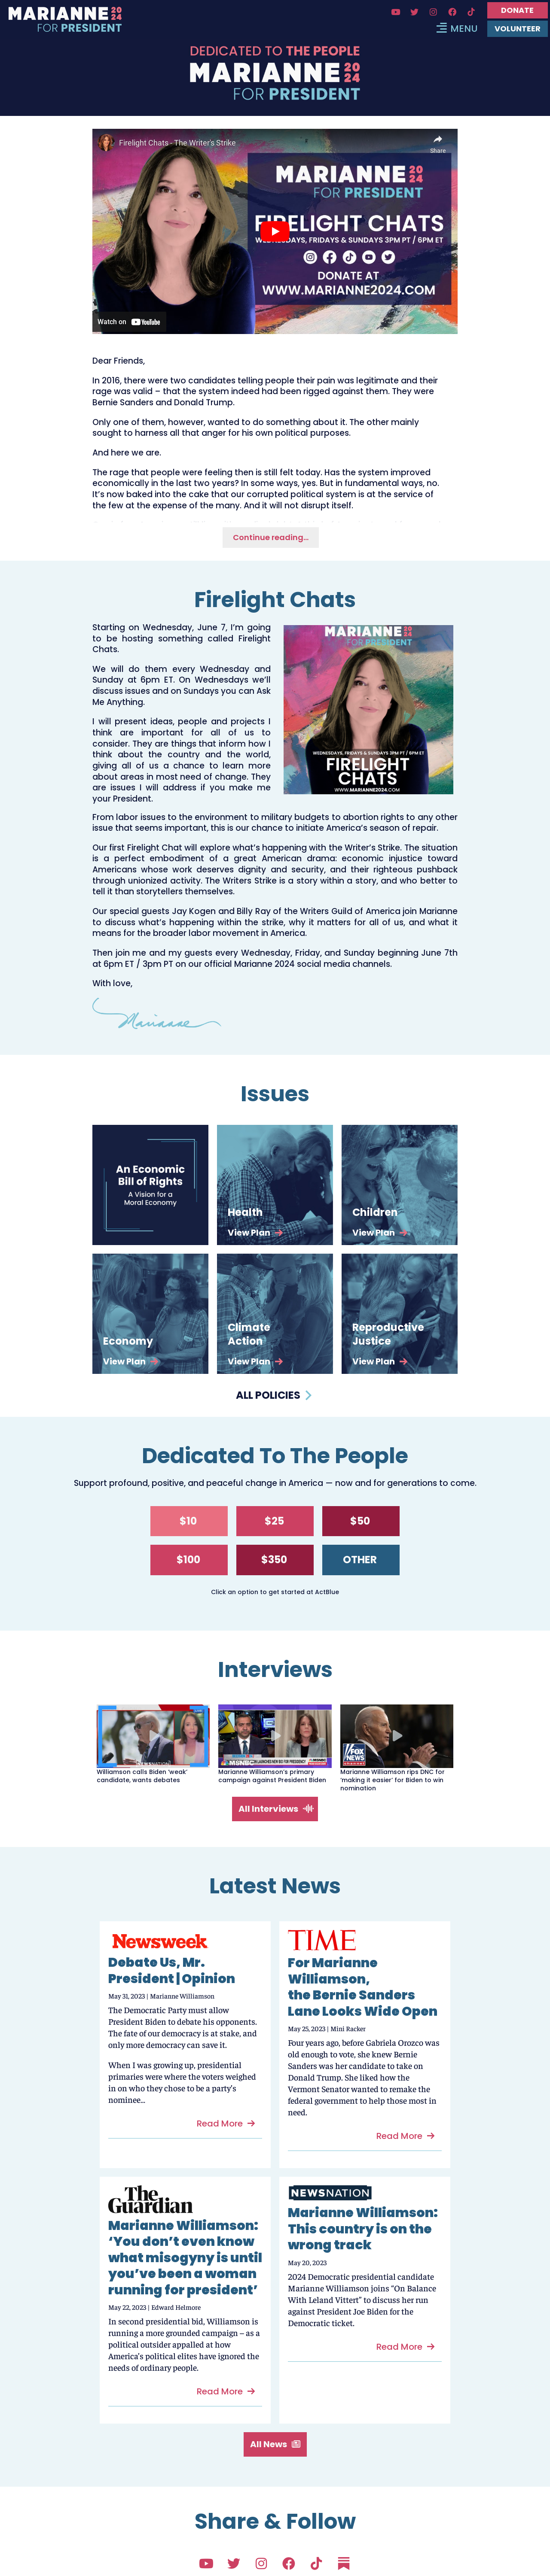 MARIANNE 20 24
FOR PRESIDENT
DONATE
MENU
VOLUNTEER
DEDICATED TO THE PEOPLE
MARIANNE 20 24
FOR PRESIDENT
Firelight Chats - The Writer's Strike
Share
MARIANNE 20 24
FOR PRESIDENT
FIRELIGHT CHATS
WEDNESDAYS, FRIDAYS & SUNDAYS 3PM PT / 6PM ET
DONATE AT
WWW.MARIANNE2024.COM
Watch on YouTube
Dear Friends,
In 2016, there were two candidates telling people their pain was legitimate and their
rage was valid – that the system indeed had been rigged against them. They were
Bernie Sanders and Donald Trump.
Only one of them, however, wanted to do something about it. The other mainly
sought to harness all that anger for his own political purposes.
And here we are.
The rage that people were feeling then is still felt today. Has the system improved
economically in the last two years? In some ways, yes. But in fundamental ways, no.
It's now baked into the cake that our corrupted political system is at the service of
the few at the expense of the many. And it will not disrupt itself.
Continue reading...
Firelight Chats
Starting on Wednesday, June 7, I'm going
to be hosting something called Firelight
Chats.
We will do them every Wednesday and
Sunday at 6pm ET. On Wednesdays we'll
discuss issues and on Sundays you can Ask
Me Anything.
I will present ideas, people and projects I
think are important for all of us to
consider. They are things that inform how I
think about the country and the world,
giving all of us a chance to learn more
about areas in most need of change. They
are issues I will address if you make me
your President.
MARIANNE 20 24
FOR PRESIDENT
WEDNESDAYS, FRIDAYS & SUNDAYS 3PM PT / 6PM ET
FIRELIGHT
CHATS
WWW.MARIANNE2024.COM
From labor issues to the environment to military budgets to abortion rights to any other
issue that seems important, this is our chance to initiate America's season of repair.
Our first Firelight Chat will explore what's happening with the Writer's Strike. The situation
is a perfect embodiment of a great American drama: economic injustice toward
Americans whose work deserves dignity and security, and their righteous pushback
through unionized activity. The Writers Strike is a story within a story, and who better to
tell it than storytellers themselves.
Our special guests Jay Kogen and Billy Ray of the Writers Guild of America join Marianne
to discuss what's happening within the strike, why it matters for all of us, and what it
means for the broader labor movement in America.
Then join me and my guests every Wednesday, Friday, and Sunday beginning June 7th
at 6pm ET / 3pm PT on our official Marianne 2024 social media channels.
With love,
Marianne
Issues
An Economic
Bill of Rights
A Vision for a
Moral Economy
Health
View Plan
Children
View Plan
Economy
View Plan
Climate
Action
View Plan
Reproductive
Justice
View Plan
ALL POLICIES
Dedicated To The People
Support profound, positive, and peaceful change in America — now and for generations to come.
$10
$25
$50
$100
$350
OTHER
Click an option to get started at ActBlue
Interviews
MSNBC
FOX NEWS
Williamson calls Biden 'weak'
candidate, wants debates
Marianne Williamson's primary
campaign against President Biden
Marianne Williamson rips DNC for
'making it easier' for Biden to win
nomination
All Interviews
Latest News
Newsweek
Debate Us, Mr.
President | Opinion
May 31, 2023 | Marianne Williamson
The Democratic Party must allow
President Biden to debate his opponents.
The fate of our democracy is at stake, and
only more democracy can save it.
When I was growing up, presidential
primaries were where the voters weighed
in on who they chose to be a party's
nominee...
Read More
TIME
For Marianne
Williamson,
the Bernie Sanders
Lane Looks Wide Open
May 25, 2023 | Mini Racker
Four years ago, before Gabriela Orozco was
old enough to vote, she knew Bernie
Sanders was her candidate to take on
Donald Trump. She liked how the
Vermont Senator wanted to remake the
federal government to help those most in
need.
Read More
The
Guardian
Marianne Williamson:
‘You don’t even know
what misogyny is until
you’ve been a woman
running for president’
May 22, 2023 | Edward Helmore
In second presidential bid, Williamson is
running a more grounded campaign – as a
political outsider appalled at how
America's political elites have ignored the
needs of ordinary people.
Read More
NEWSNATION
Marianne Williamson:
This country is on the
wrong track
May 20, 2023
2024 Democratic presidential candidate
Marianne Williamson joins “On Balance
With Leland Vittert” to discuss her run
against President Joe Biden for the
Democratic ticket.
Read More
All News
Share & Follow